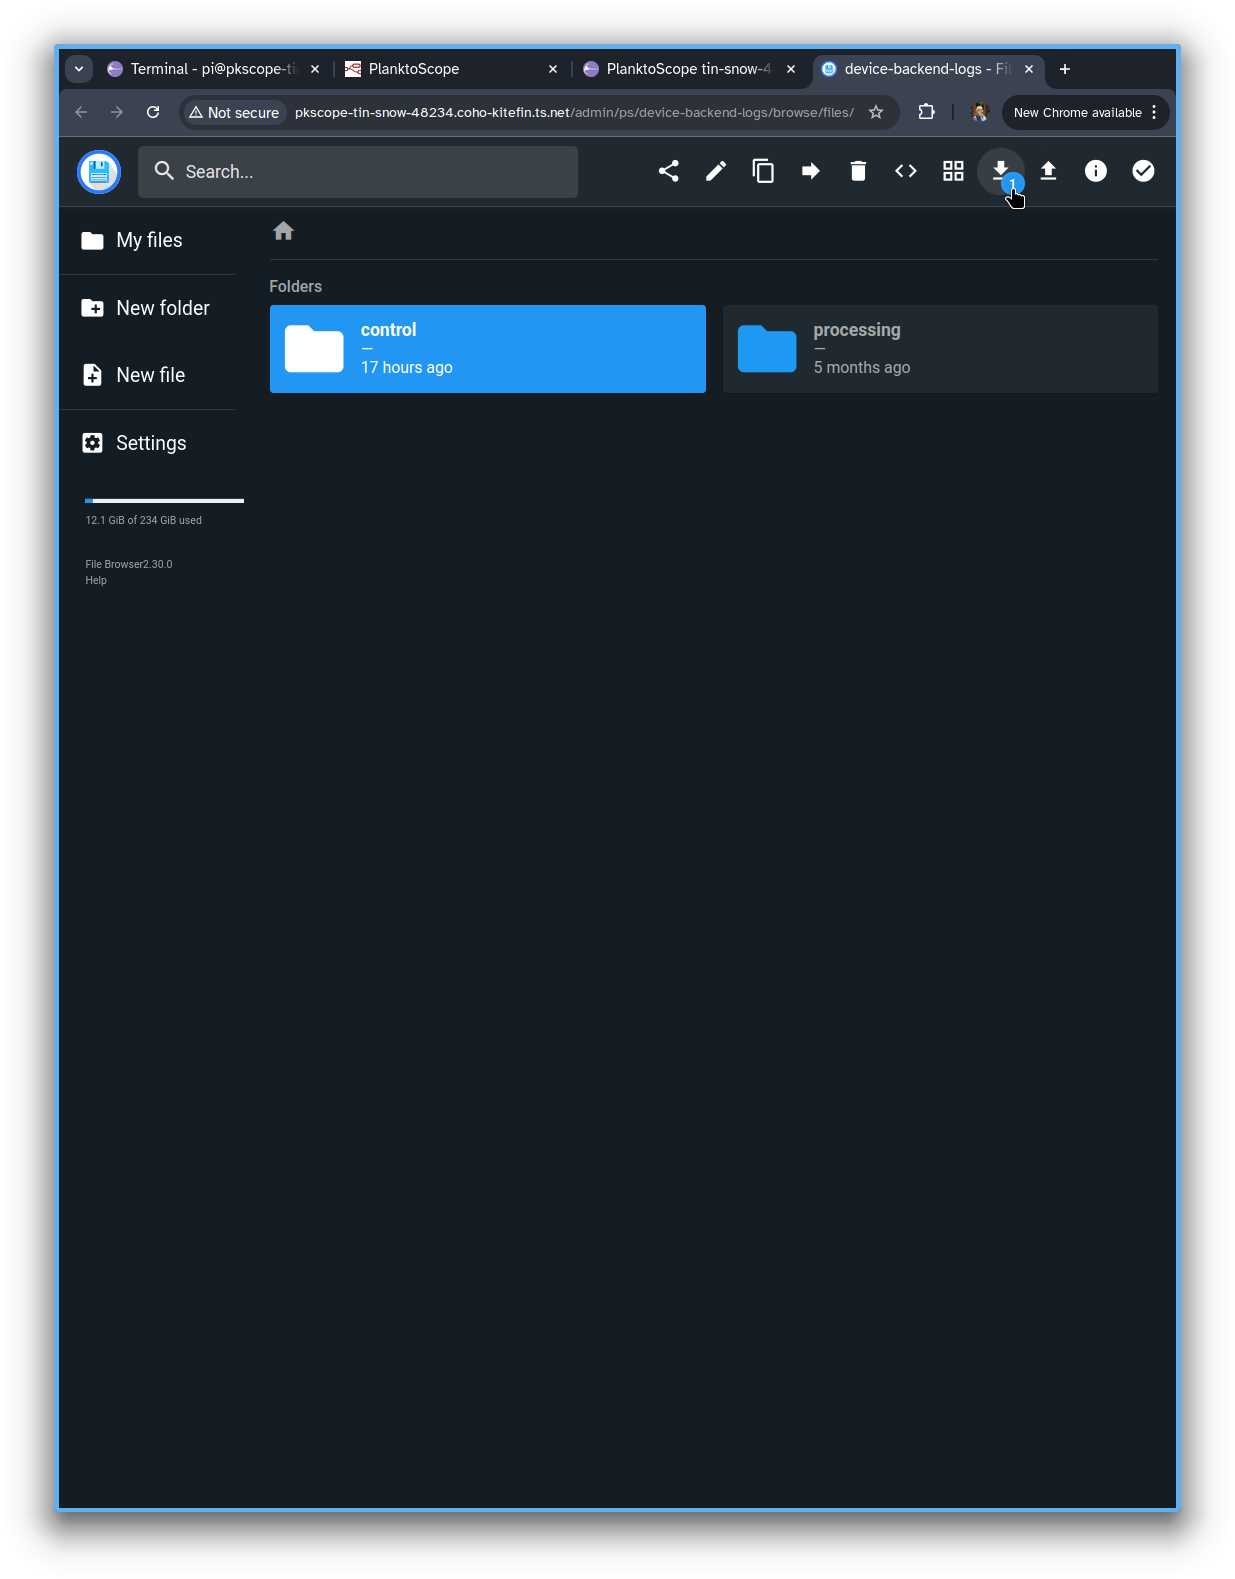 Terminal - pi@pkscope-ti
PlanktoScope
PlanktoScope tin-snow-4
device-backend-logs - Fil
Not secure
pkscope-tin-snow-48234.coho-kitefin.ts.net/admin/ps/device-backend-logs/browse/files/
New Chrome available
Search...
1
My files
New folder
New file
Settings
12.1 GiB of 234 GiB used
File Browser2.30.0
Help
Folders
control
—
17 hours ago
processing
—
5 months ago